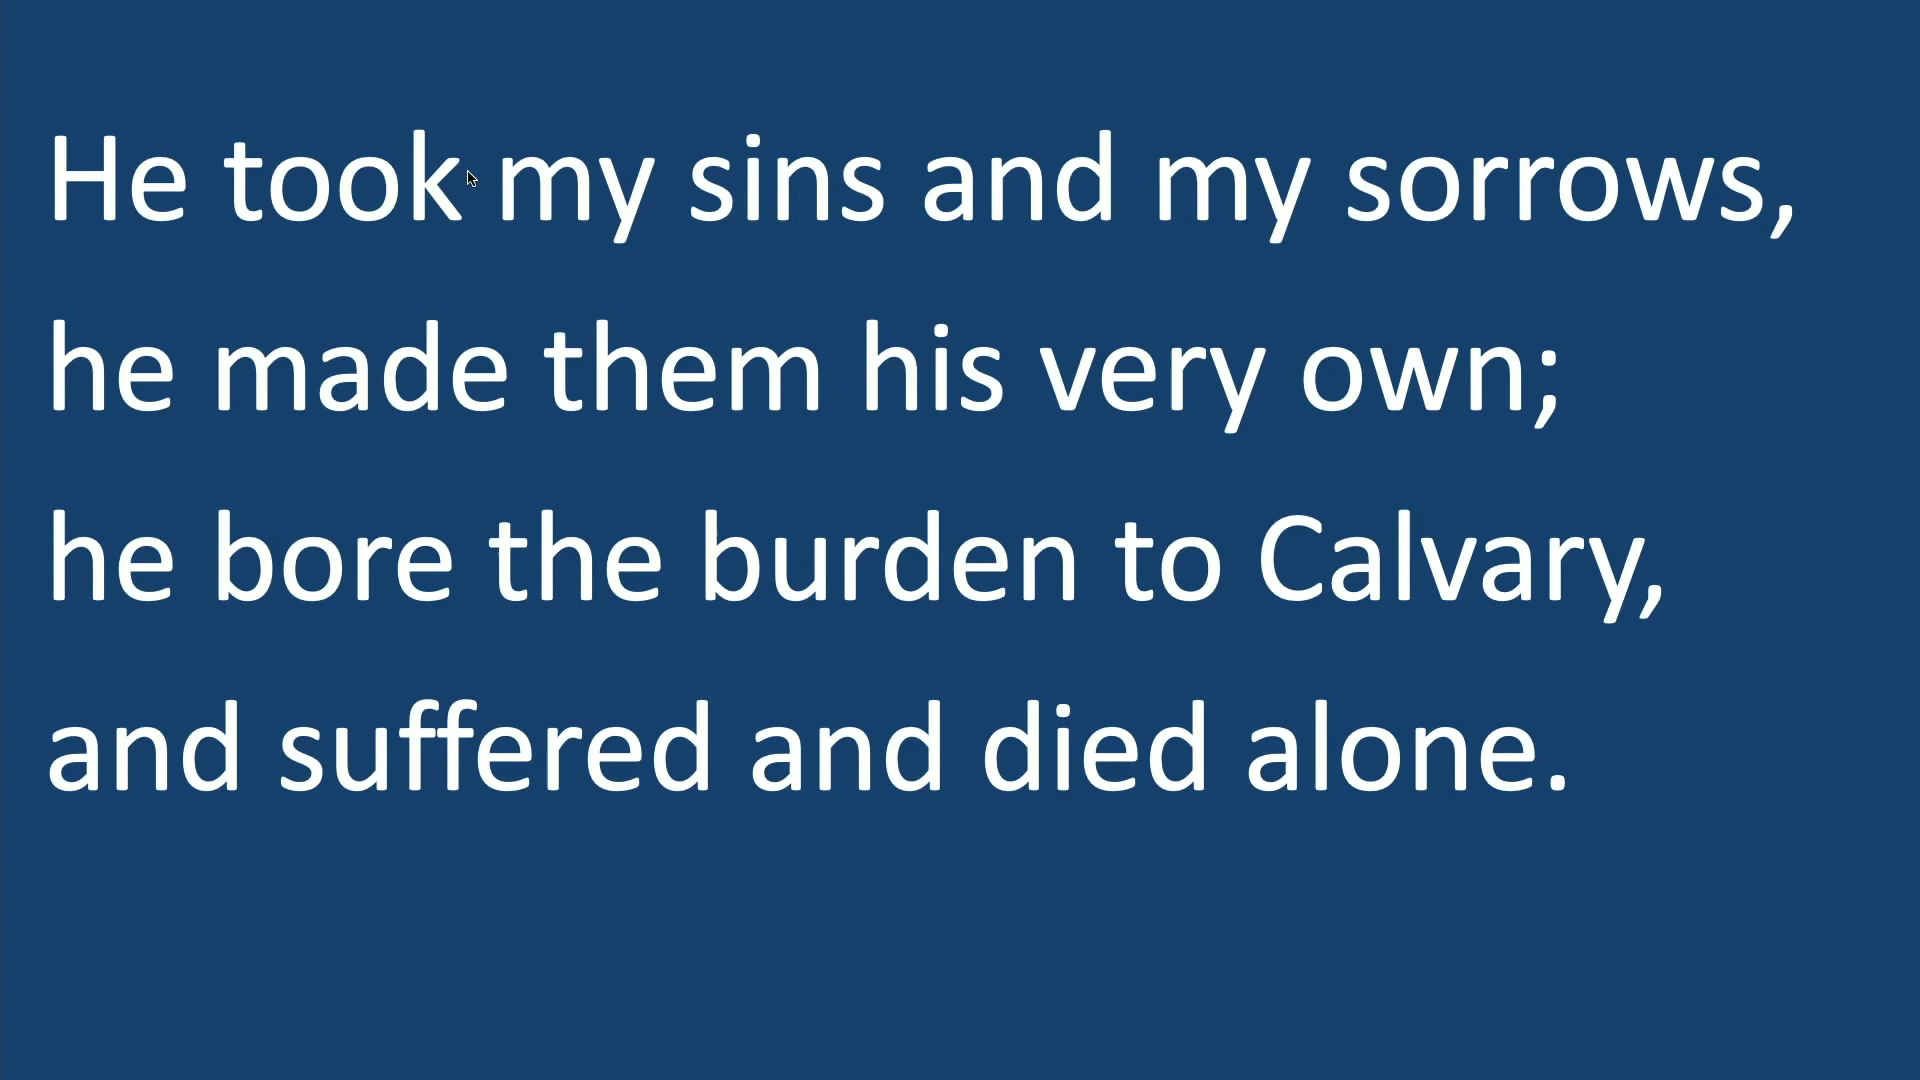 He took my sins and my sorrows,
he made them his very own;
he bore the burden to Calvary,
and suffered and died alone.